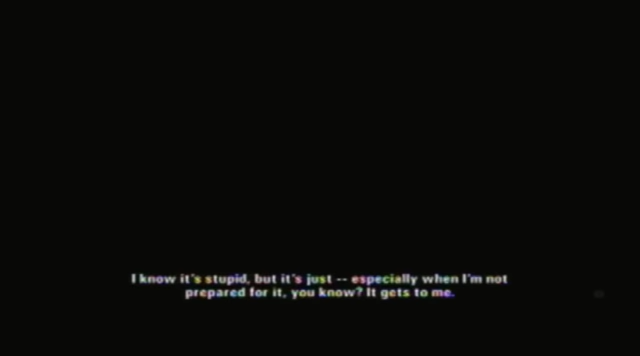 I know it's stupid, but it's just -- especially when I'm not
prepared for it, you know? It gets to me.